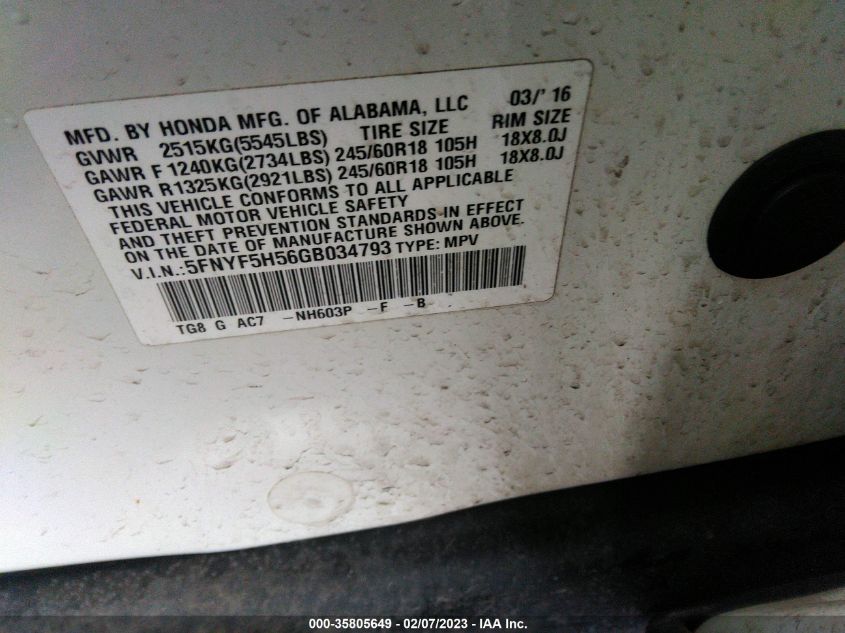 MFD. BY HONDA MFG. OF ALABAMA, LLC 03/' 16
GVWR 2515KG(5545LBS) TIRE SIZE RIM SIZE
GAWR F 1240KG(2734LBS) 245/60R18 105H 18X8.0J
GAWR R1325KG(2921LBS) 245/60R18 105H 18X8.0J
THIS VEHICLE CONFORMS TO ALL APPLICABLE
FEDERAL MOTOR VEHICLE SAFETY
AND THEFT PREVENTION STANDARDS IN EFFECT
ON THE DATE OF MANUFACTURE SHOWN ABOVE.
V.I.N.:5FNYF5H56GB034793 TYPE: MPV
TG8 G AC7 -NH603P -F -B
000-35805649 - 02/07/2023 - IAA Inc.